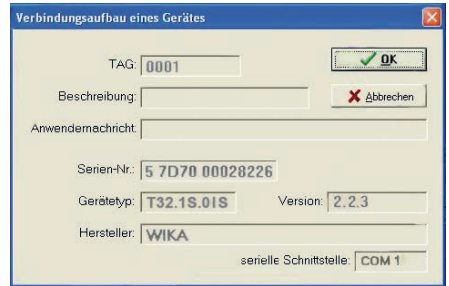 Verbindungsaufbau eines Gerätes
TAG: 0001
OK
Beschreibung:
Abbrechen
Anwendernachricht:
Serien-Nr.: 5 7D70 00028226
Gerätetyp: T32.1S.0IS Version: 2.2.3
Hersteller: WIKA
serielle Schnittstelle: COM 1